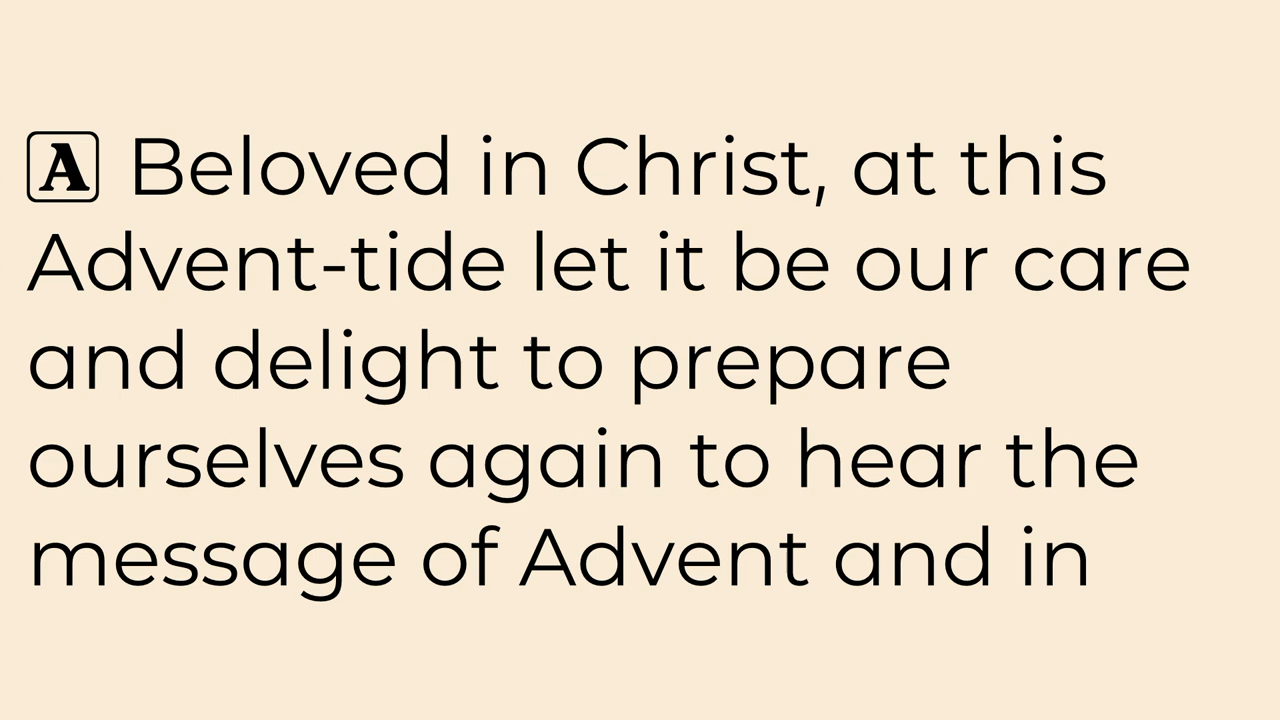 A Beloved in Christ, at this
Advent-tide let it be our care
and delight to prepare
ourselves again to hear the
message of Advent and in